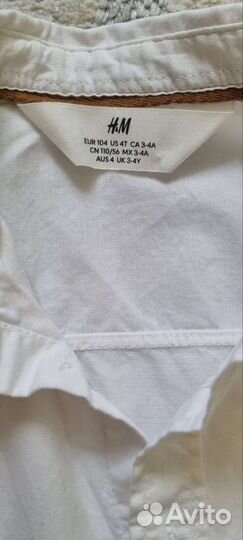 H&M
EUR 104 US 4T CA 3-4A
CN 110/56 MX 3-4A
AUS 4 UK 3-4Y
Avito